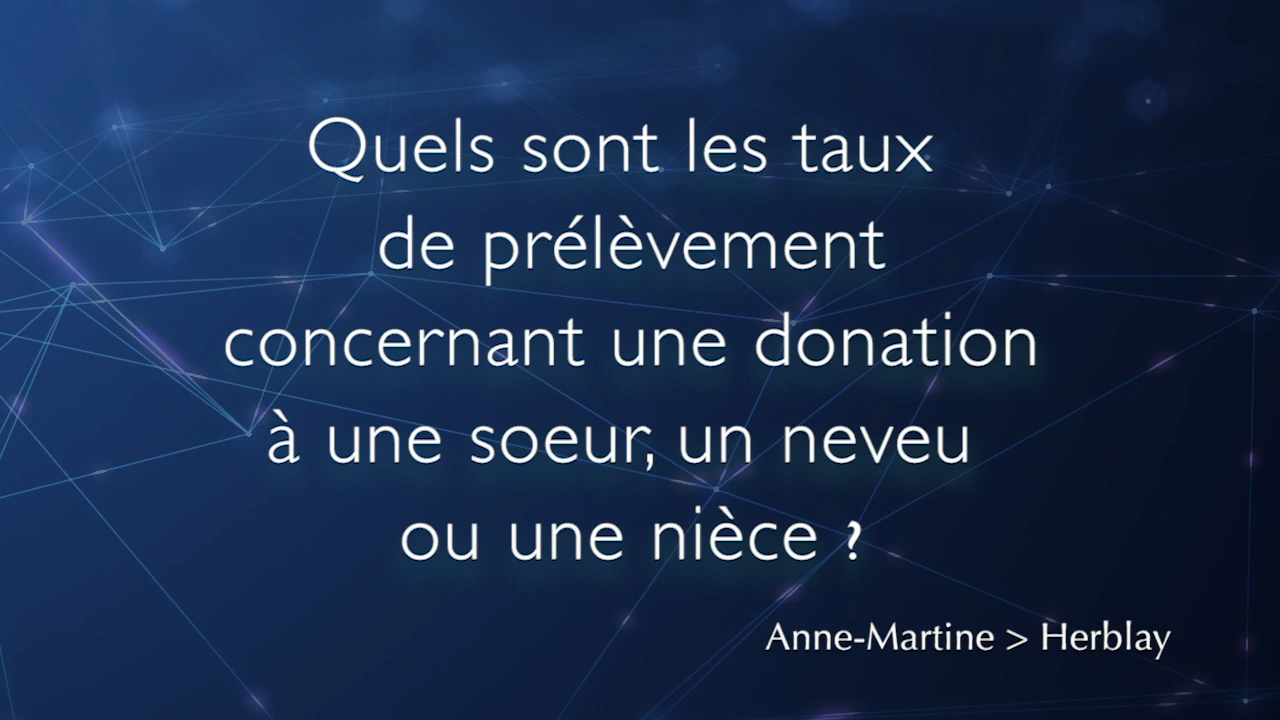 Quels sont les taux
de prélèvement
concernant une donation
à une soeur, un neveu
ou une nièce ?
Anne-Martine > Herblay